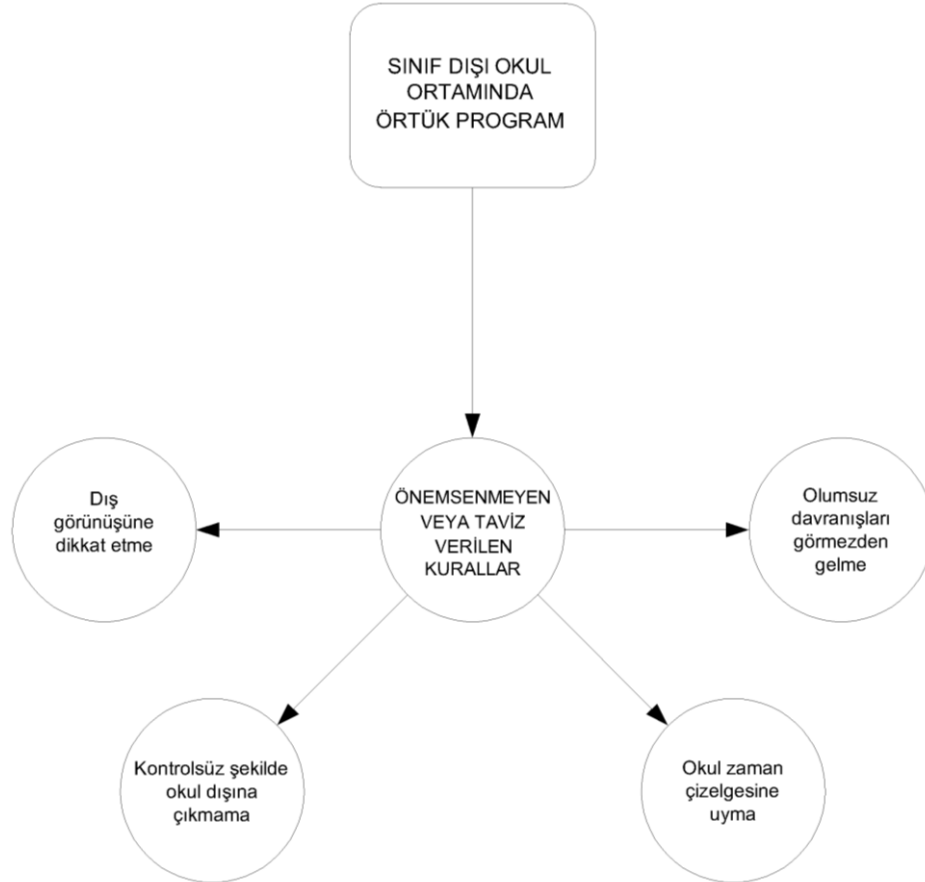 SINIF DIŞI OKUL
ORTAMINDA
ÖRTÜK PROGRAM
Dış
görünüşüne
dikkat etme
ÖNEMSENMEYEN
VEYA TAVİZ
VERİLEN
KURALLAR
Olumsuz
davranışları
görmezden
gelme
Kontrolsüz şekilde
okul dışına
çıkmama
Okul zaman
çizelgesine
uyma